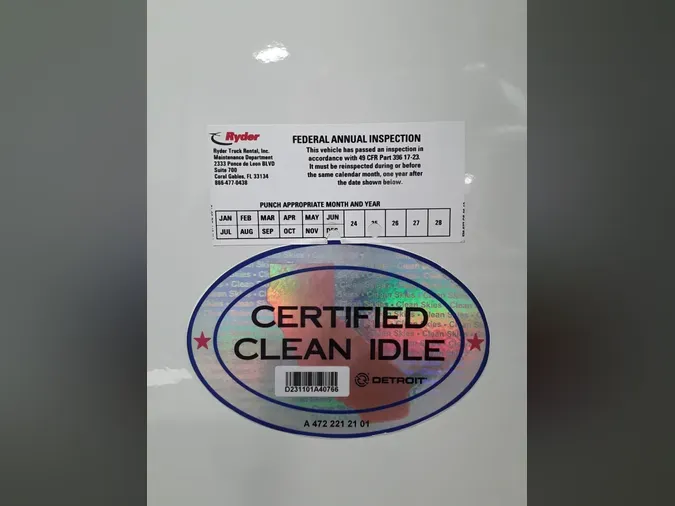 Ryder
Ryder Truck Rental, Inc.
Maintenance Department
2333 Ponce de Leon BLVD
Suite 700
Coral Gables, FL 33134
866-477-0436
FEDERAL ANNUAL INSPECTION
This vehicle has passed an inspection in
accordance with 49 CFR Part 396 17-23.
It must be reinspected during or before
the same calendar month, one year after
the date shown below.
PUNCH APPROPRIATE MONTH AND YEAR
JAN FEB MAR APR MAY JUN 24 25 26 27 28
JUL AUG SEP OCT NOV DEC
CERTIFIED
CLEAN IDLE
D231101A40766
DETROIT
A 472 221 21 01